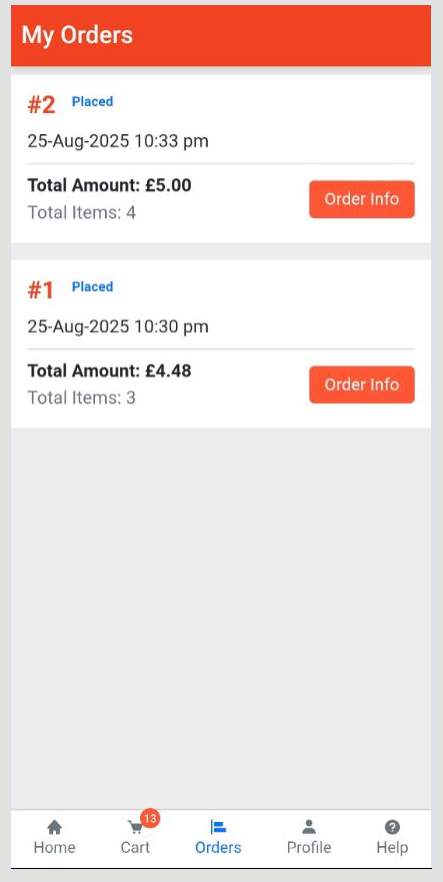 My Orders
#2 Placed
25-Aug-2025 10:33 pm
Total Amount: £5.00
Total Items: 4
Order Info
#1 Placed
25-Aug-2025 10:30 pm
Total Amount: £4.48
Total Items: 3
Order Info
13
Home Cart Orders Profile Help